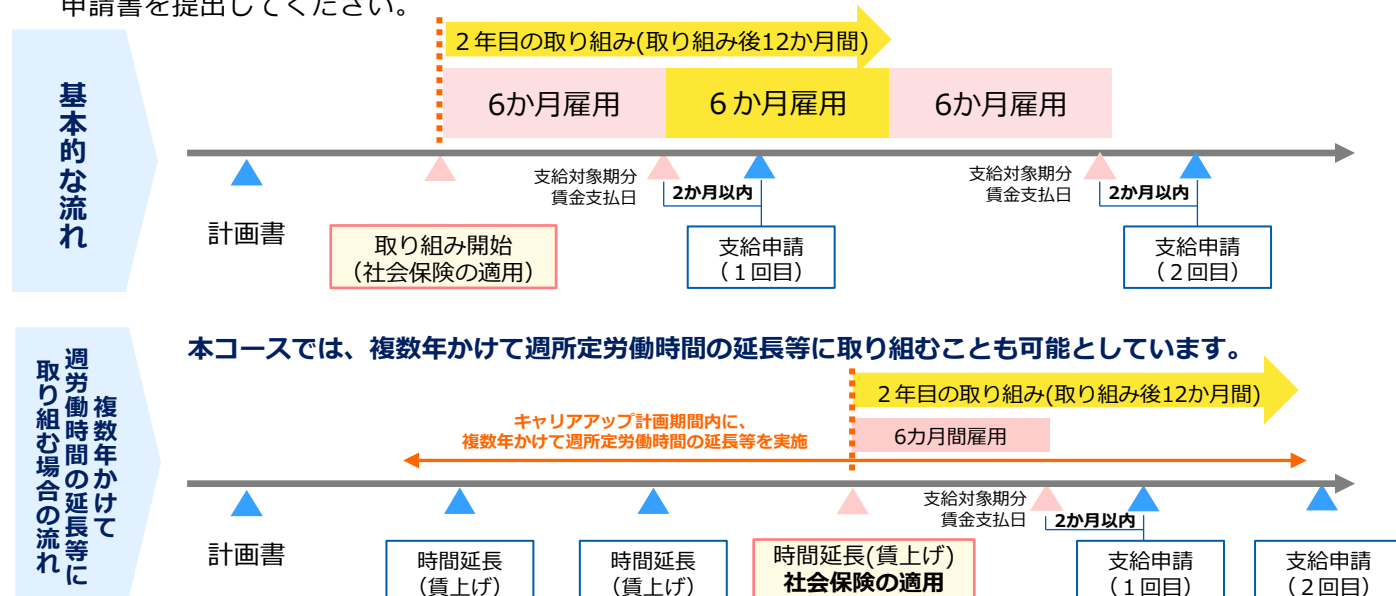 申請書を提出してください。
基本的な流れ
２年目の取り組み(取り組み後12か月間)
6か月雇用
６か月雇用
6か月雇用
計画書
取り組み開始
（社会保険の適用）
支給対象期分
賃金支払日
2か月以内
支給申請
（１回目）
支給対象期分
賃金支払日
2か月以内
支給申請
（２回目）
複数年かけて
週労働時間の延長等に
取り組む場合の流れ
本コースでは、複数年かけて週所定労働時間の延長等に取り組むことも可能としています。
２年目の取り組み(取り組み後12か月間)
キャリアアップ計画期間内に、
複数年かけて週所定労働時間の延長等を実施
6カ月間雇用
計画書
時間延長
（賃上げ）
時間延長
（賃上げ）
時間延長(賃上げ)
社会保険の適用
支給対象期分
賃金支払日
2か月以内
支給申請
（１回目）
支給申請
（２回目）